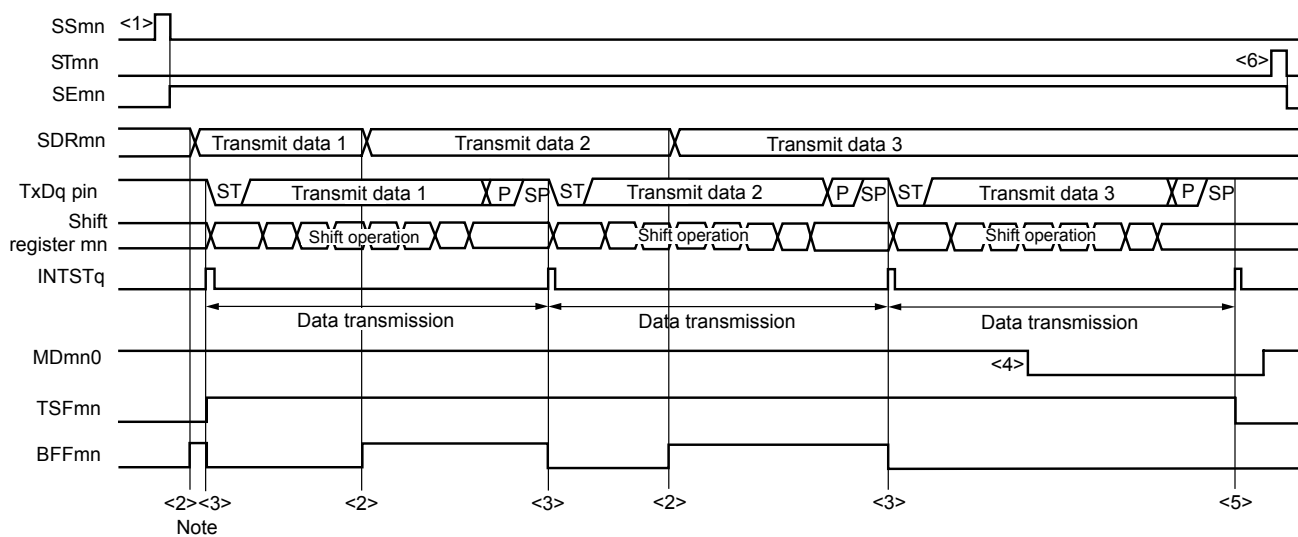 SSmn <1>
STmn <6>
SEmn
SDRmn Transmit data 1 Transmit data 2 Transmit data 3
TxDq pin ST Transmit data 1 P SP ST Transmit data 2 P SP ST Transmit data 3 P SP
Shift
register mn Shift operation Shift operation Shift operation
INTSTq
Data transmission Data transmission Data transmission
MDmn0 <4>
TSFmn
BFFmn
<2> <3> <2> <3> <2> <3> <5>
Note